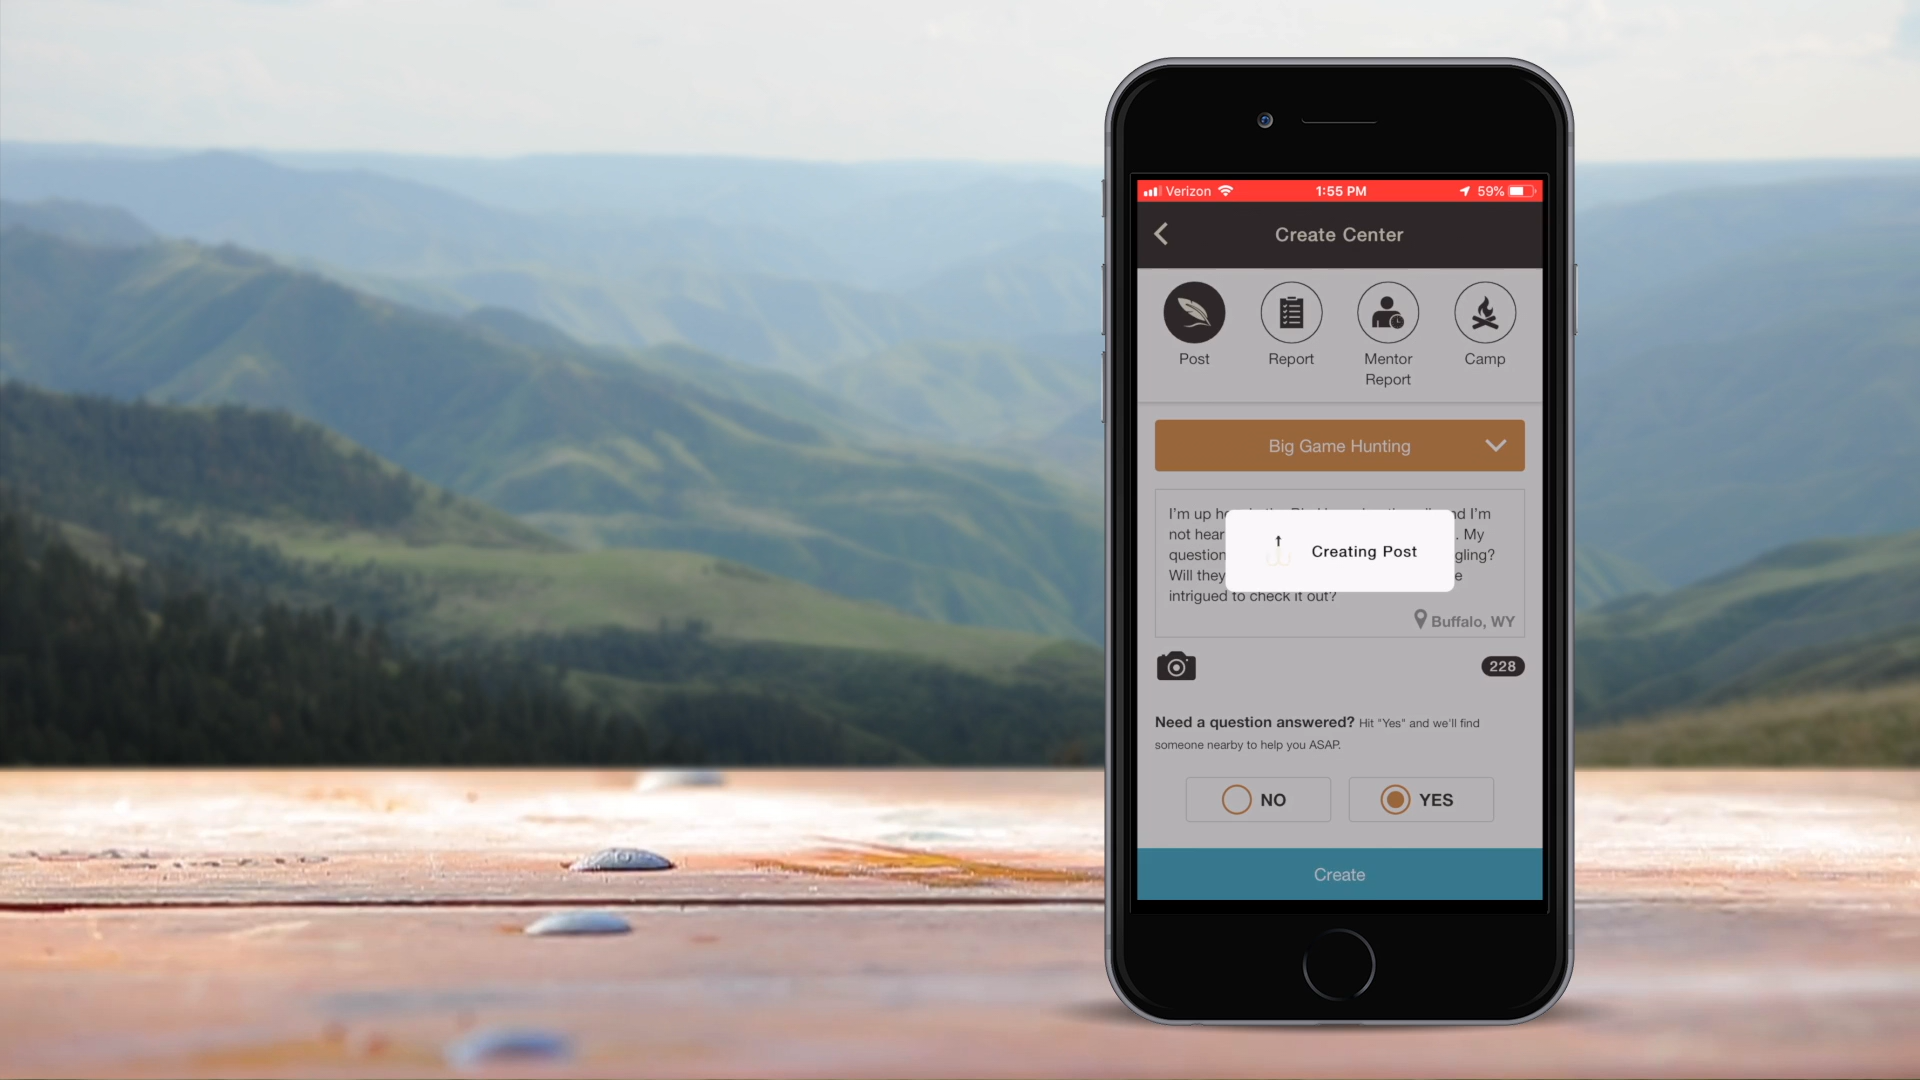 Verizon 1:55 PM 59%
Create Center
Post Report Mentor Report Camp
Big Game Hunting
I'm up
not hear
question
Will they
intrigued to check it out?
nd I'm
. My
gling?
e
Creating Post
Buffalo, WY
228
Need a question answered? Hit "Yes" and we'll find
someone nearby to help you ASAP.
NO YES
Create